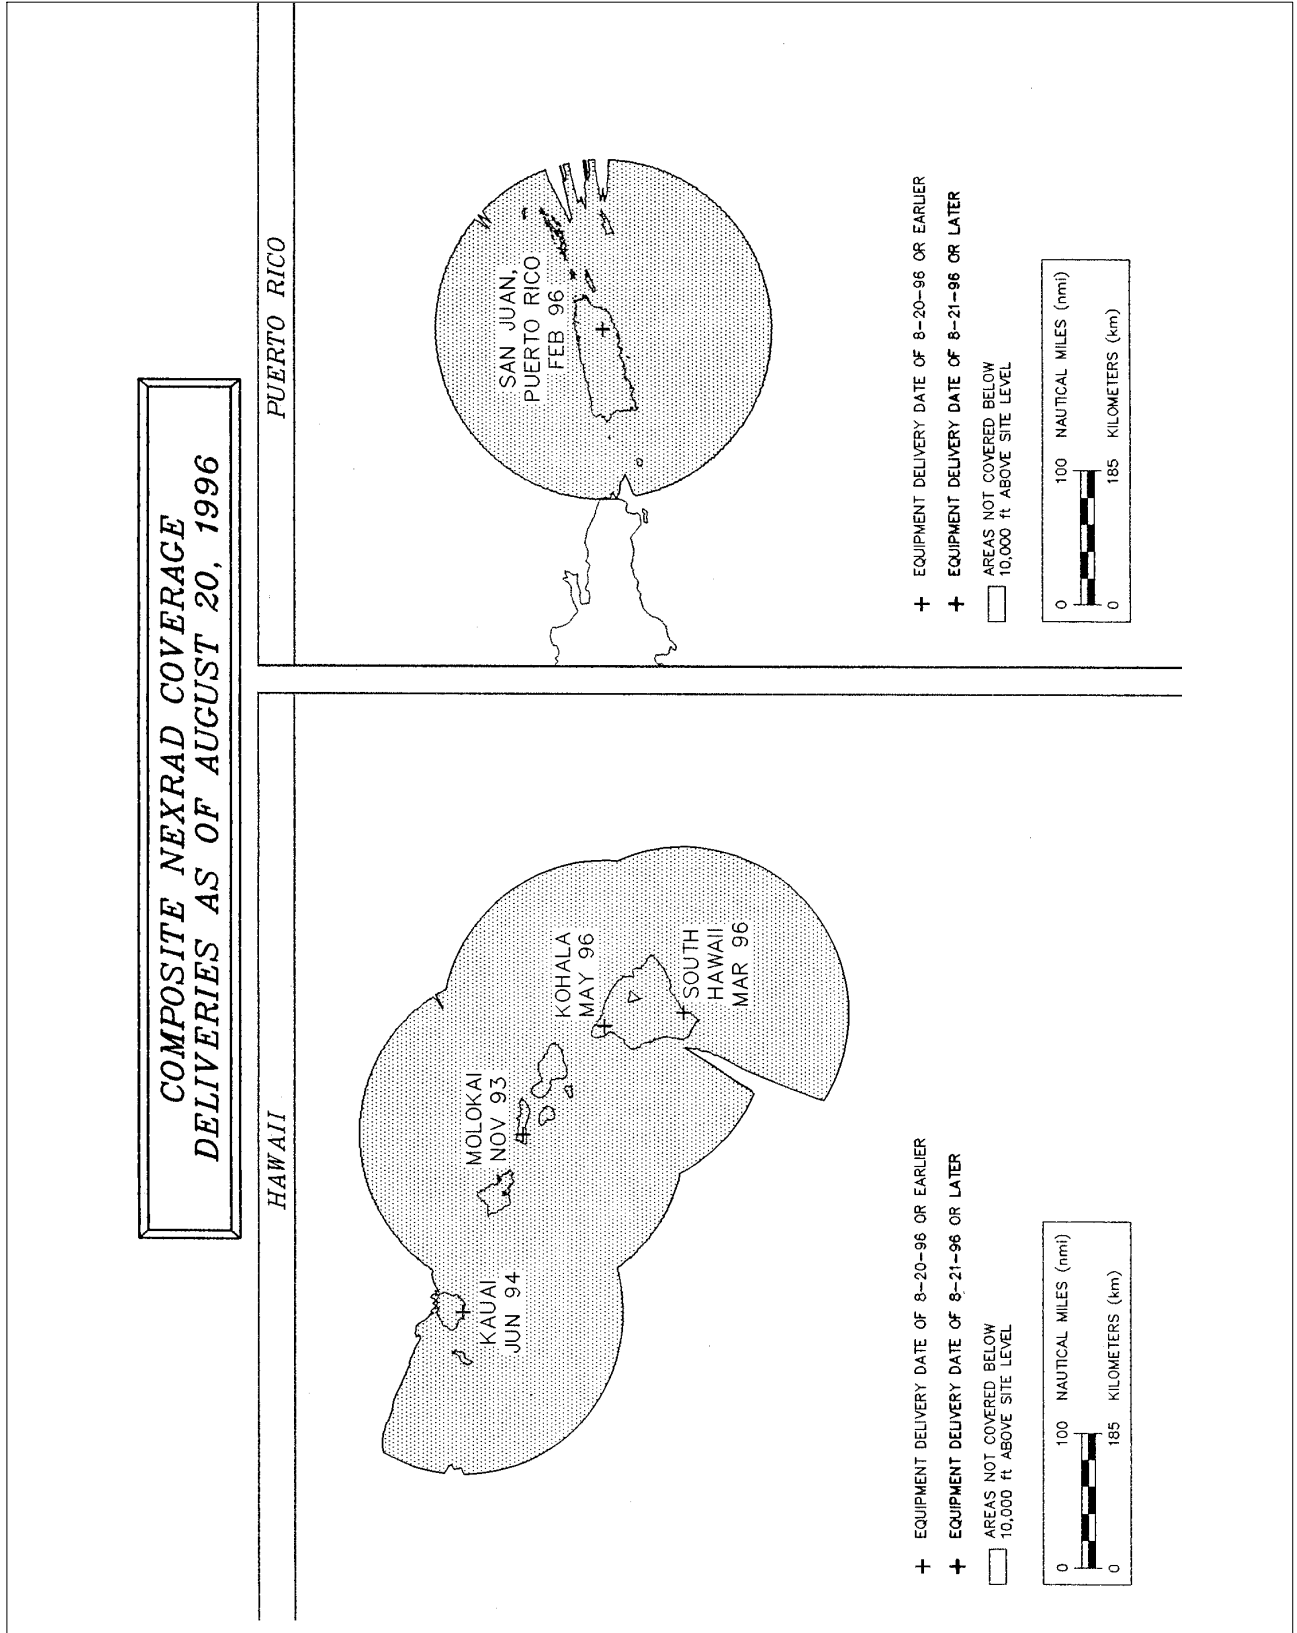 COMPOSITE NEXRAD COVERAGE
DELIVERIES AS OF AUGUST 20, 1996
HAWAII
KAUAI
JUN 94
MOLOKAI
NOV 93
KOHALA
MAY 96
SOUTH
HAWAII
MAR 96
+ EQUIPMENT DELIVERY DATE OF 8-20-96 OR EARLIER
+ EQUIPMENT DELIVERY DATE OF 8-21-96 OR LATER
AREAS NOT COVERED BELOW
10,000 ft ABOVE SITE LEVEL
0 100 NAUTICAL MILES (nmi)
0 185 KILOMETERS (km)
PUERTO RICO
SAN JUAN,
PUERTO RICO
FEB 96
+ EQUIPMENT DELIVERY DATE OF 8-20-96 OR EARLIER
+ EQUIPMENT DELIVERY DATE OF 8-21-96 OR LATER
AREAS NOT COVERED BELOW
10,000 ft ABOVE SITE LEVEL
0 100 NAUTICAL MILES (nmi)
0 185 KILOMETERS (km)